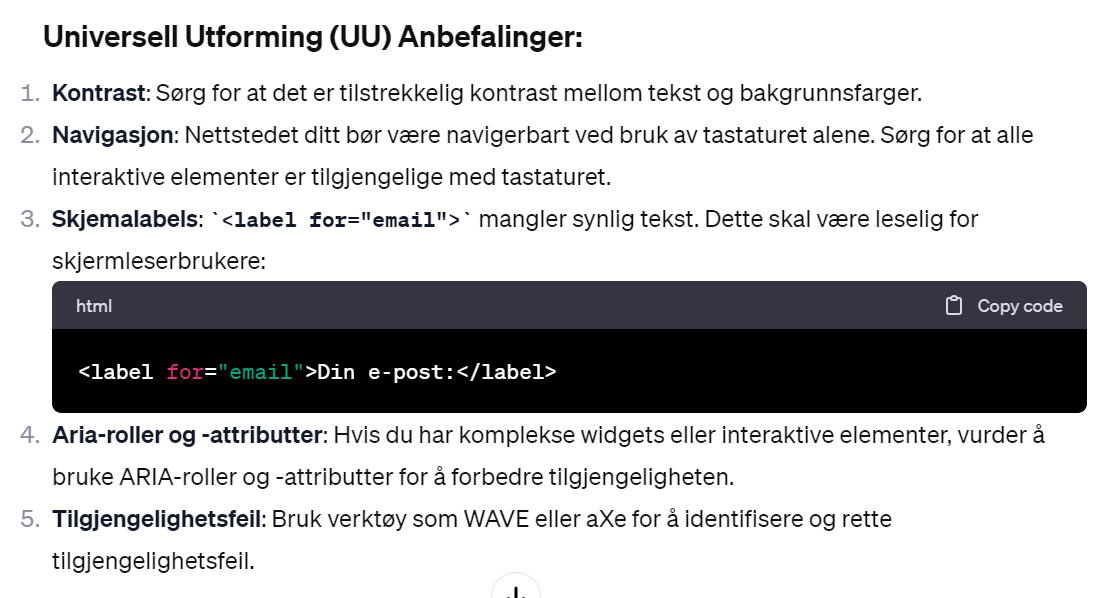 Universell Utforming (UU) Anbefalinger:
1. Kontrast: Sørg for at det er tilstrekkelig kontrast mellom tekst og bakgrunnsfarger.
2. Navigasjon: Nettstedet ditt bør være navigerbart ved bruk av tastaturet alene. Sørg for at alle
interaktive elementer er tilgjengelige med tastaturet.
3. Skjemalabels: `<label for="email">` mangler synlig tekst. Dette skal være leselig for
skjermleserbrukere:
html Copy code
<label for="email">Din e-post:</label>
4. Aria-roller og -attributter: Hvis du har komplekse widgets eller interaktive elementer, vurder å
bruke ARIA-roller og -attributter for å forbedre tilgjengeligheten.
5. Tilgjengelighetsfeil: Bruk verktøy som WAVE eller aXe for å identifisere og rette
tilgjengelighetsfeil.